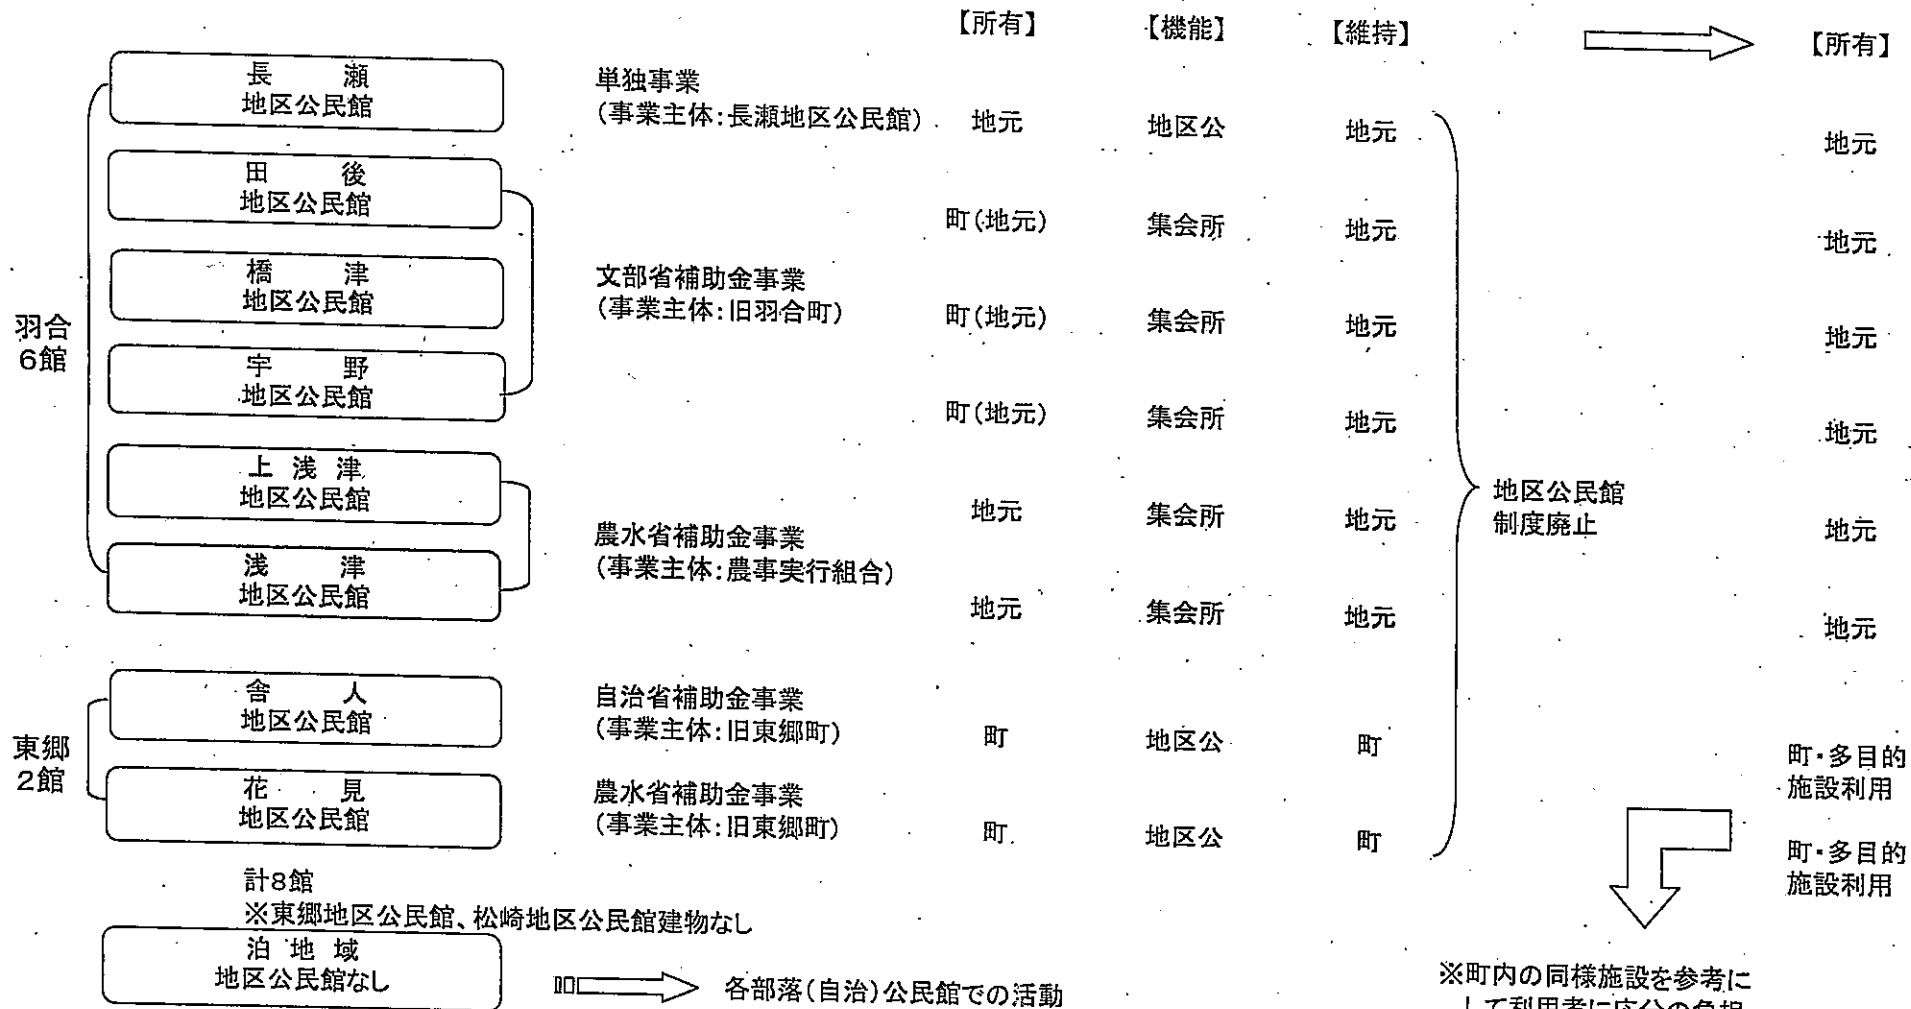 【所有】 【機能】 【維持】 【所有】
長瀬
地区公民館
単独事業
(事業主体:長瀬地区公民館)
地元 地区公 地元 地元
田後
地区公民館
町(地元) 集会所 地元 地元
橋津
地区公民館
文部省補助金事業
(事業主体:旧羽合町)
町(地元) 集会所 地元 地元
羽合
6館
宇野
地区公民館
町(地元) 集会所 地元 地元
上浅津
地区公民館
地元 集会所 地元 地元
地区公民館
制度廃止
浅津
地区公民館
農水省補助金事業
(事業主体:農事実行組合)
地元 集会所 地元 地元
舎人
地区公民館
自治省補助金事業
(事業主体:旧東郷町)
町 地区公 町
町・多目的
施設利用
東郷
2館
花見
地区公民館
農水省補助金事業
(事業主体:旧東郷町)
町 地区公 町
町・多目的
施設利用
計8館
※東郷地区公民館、松崎地区公民館建物なし
泊地域
地区公民館なし
各部落(自治)公民館での活動
※町内の同様施設を参考に
して利用者に応分の負担